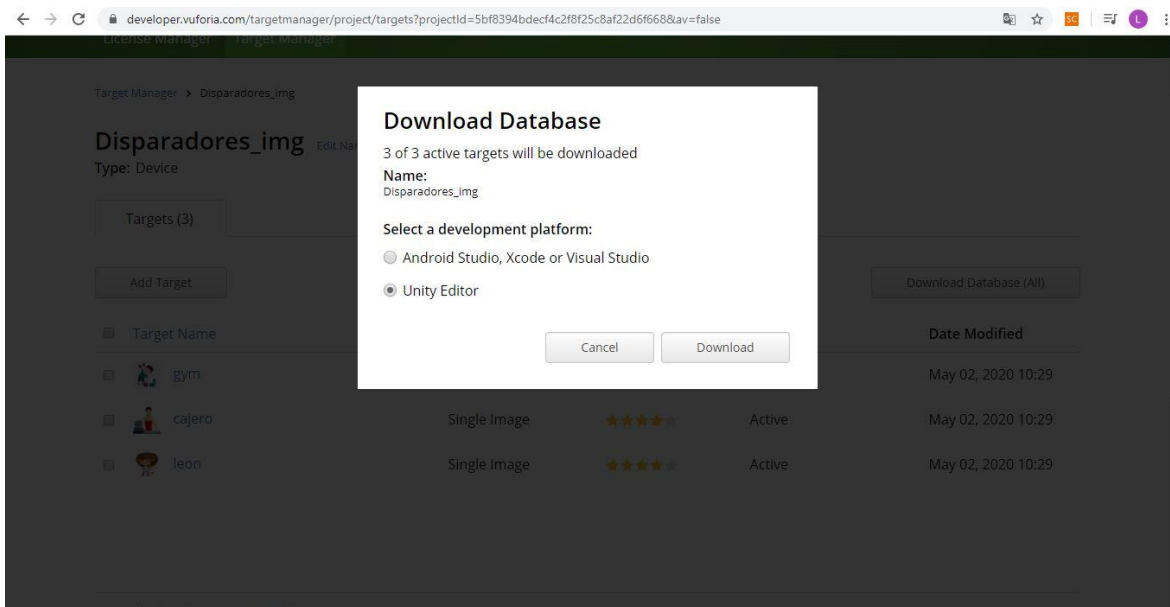 developer.vuforia.com/targetmanager/project/targets?projectId=5bf8394bdecf4c2f8f25c8af22d6f668&av=false
SC
L
License Manager Target Manager
Target Manager > Disparadores_img
Disparadores_img Edit Na
Type: Device
Targets (3)
Add Target
Download Database (All)
Target Name Date Modified
gym May 02, 2020 10:29
cajero Single Image Active May 02, 2020 10:29
leon Single Image Active May 02, 2020 10:29
Download Database
3 of 3 active targets will be downloaded
Name:
Disparadores_img
Select a development platform:
Android Studio, Xcode or Visual Studio
Unity Editor
Cancel Download